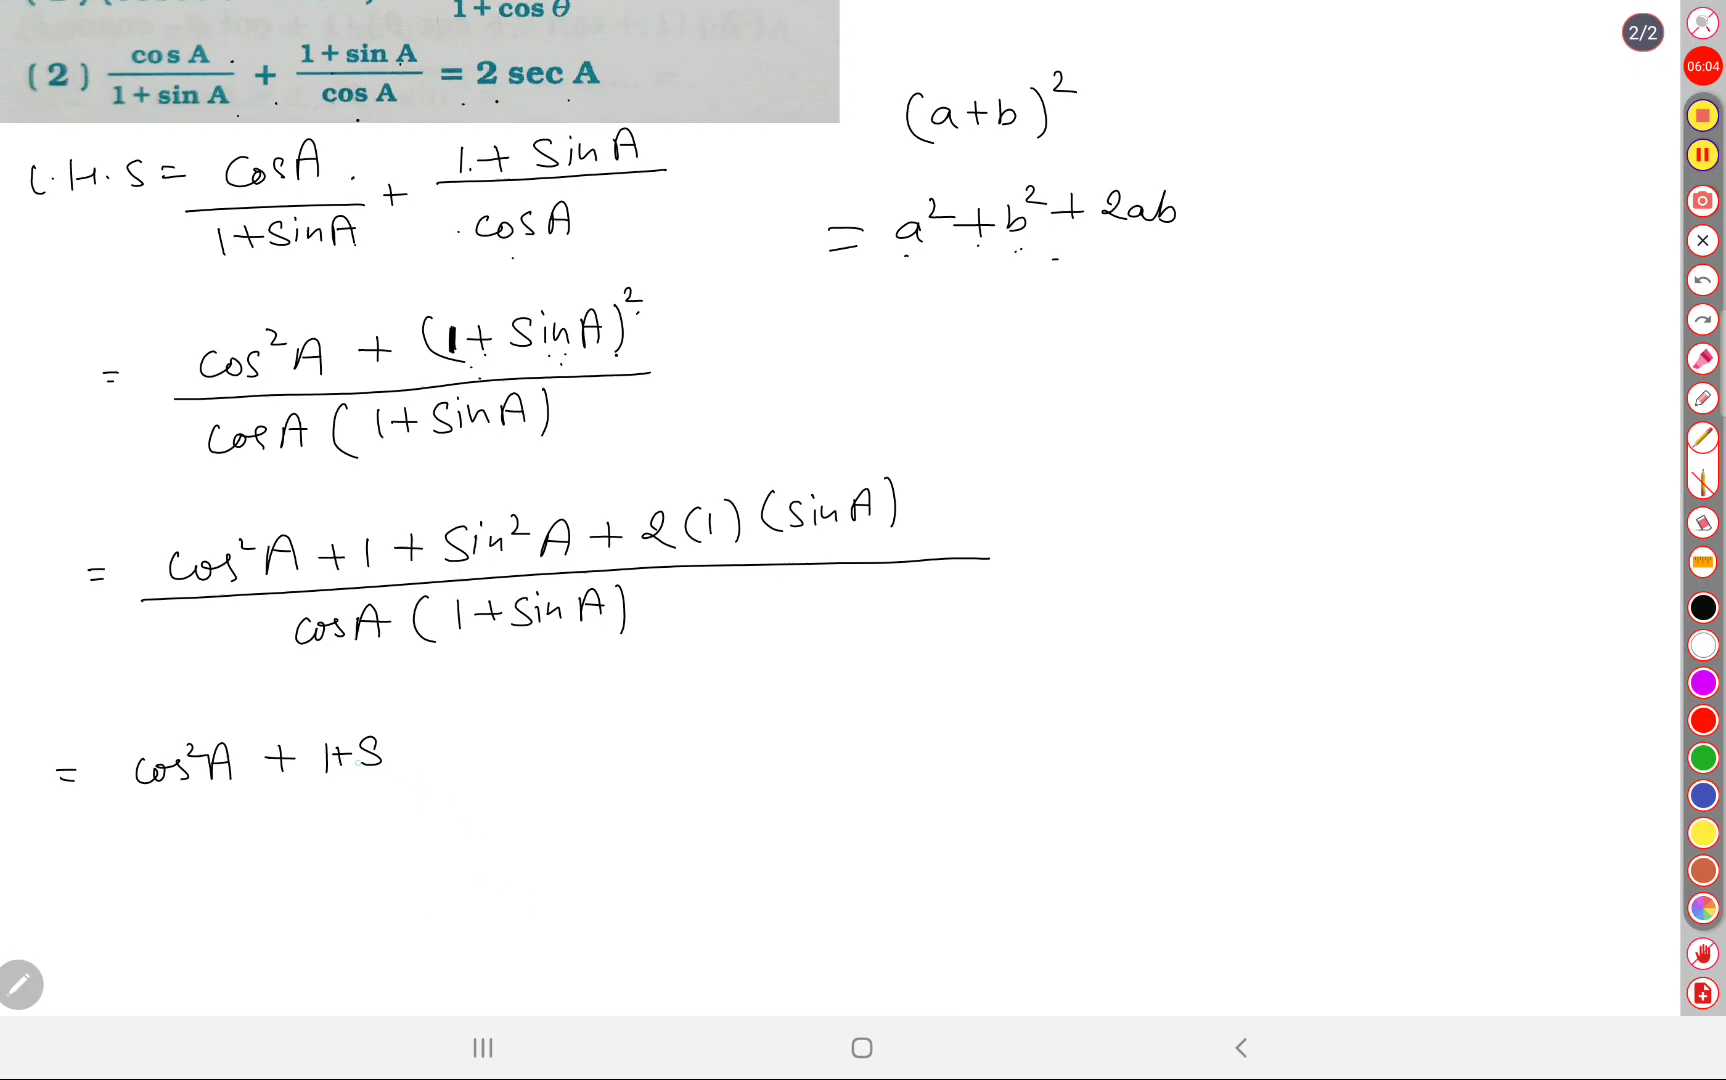 1 + cos θ
(2) cos A / 1 + sin A + 1 + sin A / cos A = 2 sec A
L.H.S = cosA / 1+sinA + 1 + sinA / cosA
(a+b)²
= a² + b² + 2ab
= cos²A + (1 + sinA)² / cosA (1 + sinA)
= cos²A + 1 + sin²A + 2(1)(sinA) / cosA (1 + sinA)
= cos²A + 1+S
2/2
06:04